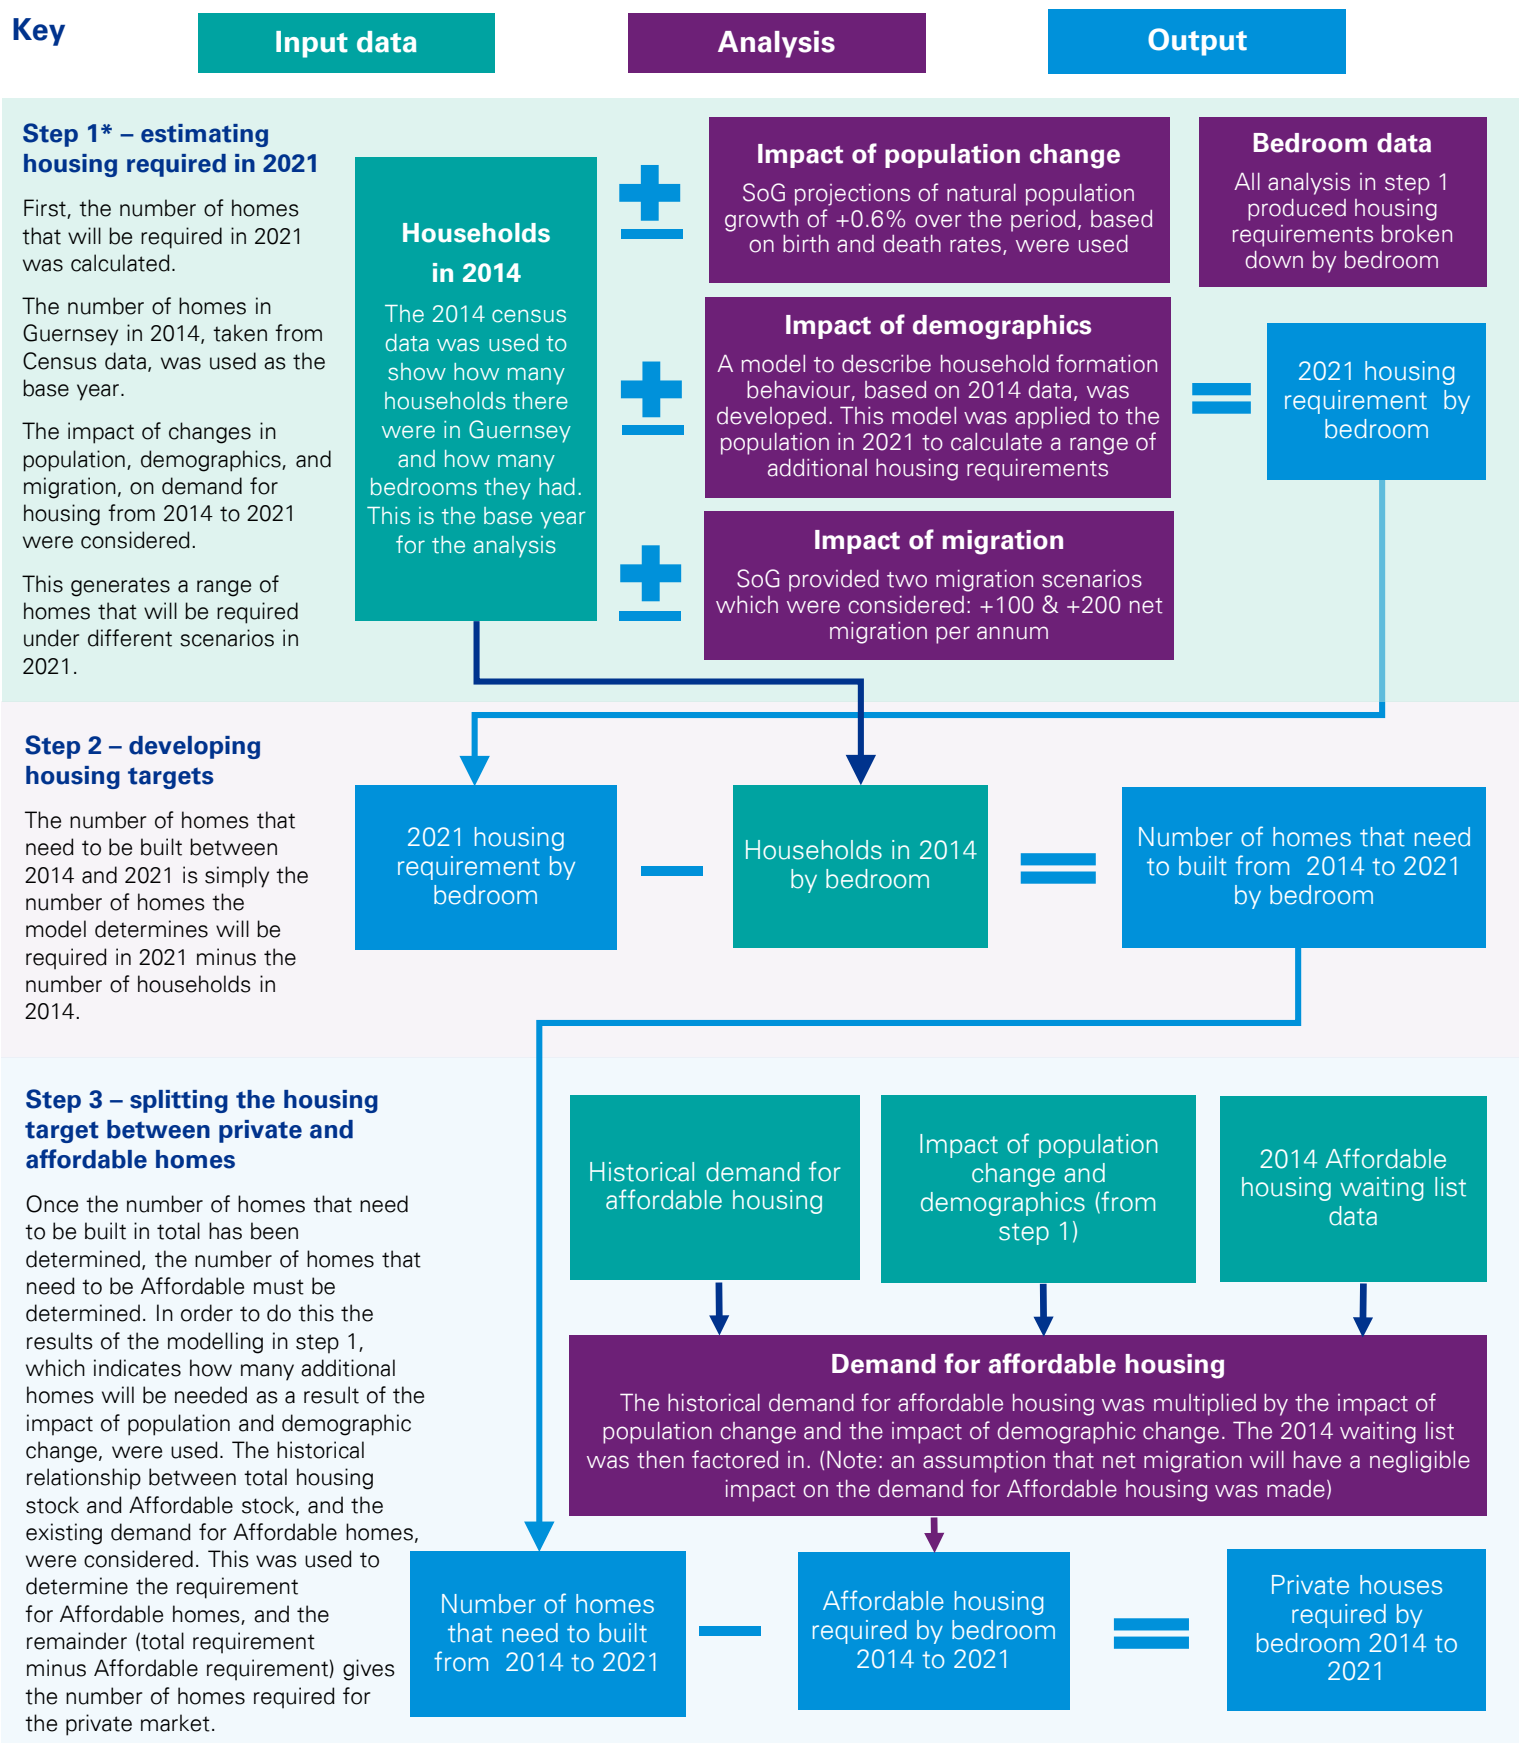 Key
Input data
Analysis
Output
Step 1* – estimating
housing required in 2021
First, the number of homes
that will be required in 2021
was calculated.
The number of homes in
Guernsey in 2014, taken from
Census data, was used as the
base year.
The impact of changes in
population, demographics, and
migration, on demand for
housing from 2014 to 2021
were considered.
This generates a range of
homes that will be required
under different scenarios in
2021.
Households
in 2014
The 2014 census
data was used to
show how many
households there
were in Guernsey
and how many
bedrooms they had.
This is the base year
for the analysis
Impact of population change
SoG projections of natural population
growth of +0.6% over the period, based
on birth and death rates, were used
Impact of demographics
A model to describe household formation
behaviour, based on 2014 data, was
developed. This model was applied to the
population in 2021 to calculate a range of
additional housing requirements
Impact of migration
SoG provided two migration scenarios
which were considered: +100 & +200 net
migration per annum
Bedroom data
All analysis in step 1
produced housing
requirements broken
down by bedroom
2021 housing
requirement by
bedroom
Step 2 – developing
housing targets
The number of homes that
need to be built between
2014 and 2021 is simply the
number of homes the
model determines will be
required in 2021 minus the
number of households in
2014.
2021 housing
requirement by
bedroom
Households in 2014
by bedroom
Number of homes that need
to built from 2014 to 2021
by bedroom
Step 3 – splitting the housing
target between private and
affordable homes
Once the number of homes that need
to be built in total has been
determined, the number of homes that
need to be Affordable must be
determined. In order to do this the
results of the modelling in step 1,
which indicates how many additional
homes will be needed as a result of the
impact of population and demographic
change, were used. The historical
relationship between total housing
stock and Affordable stock, and the
existing demand for Affordable homes,
were considered. This was used to
determine the requirement
for Affordable homes, and the
remainder (total requirement
minus Affordable requirement) gives
the number of homes required for
the private market.
Historical demand for
affordable housing
Impact of population
change and
demographics (from
step 1)
2014 Affordable
housing waiting list
data
Demand for affordable housing
The historical demand for affordable housing was multiplied by the impact of
population change and the impact of demographic change. The 2014 waiting list
was then factored in. (Note: an assumption that net migration will have a negligible
impact on the demand for Affordable housing was made)
Number of homes
that need to built
from 2014 to 2021
Affordable housing
required by bedroom
2014 to 2021
Private houses
required by
bedroom 2014 to
2021